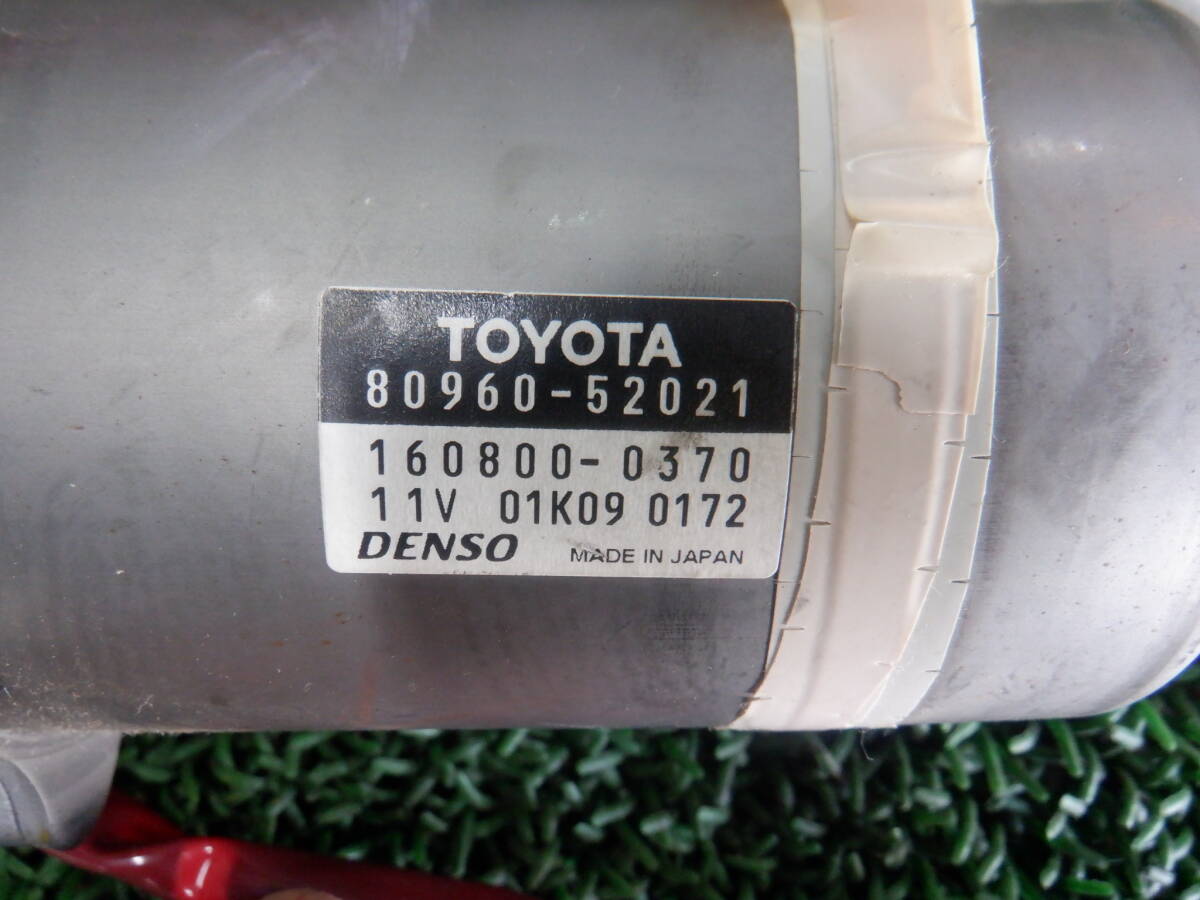 TOYOTA
80960-52021
160800-0370
11V 01K09 0172
DENSO MADE IN JAPAN